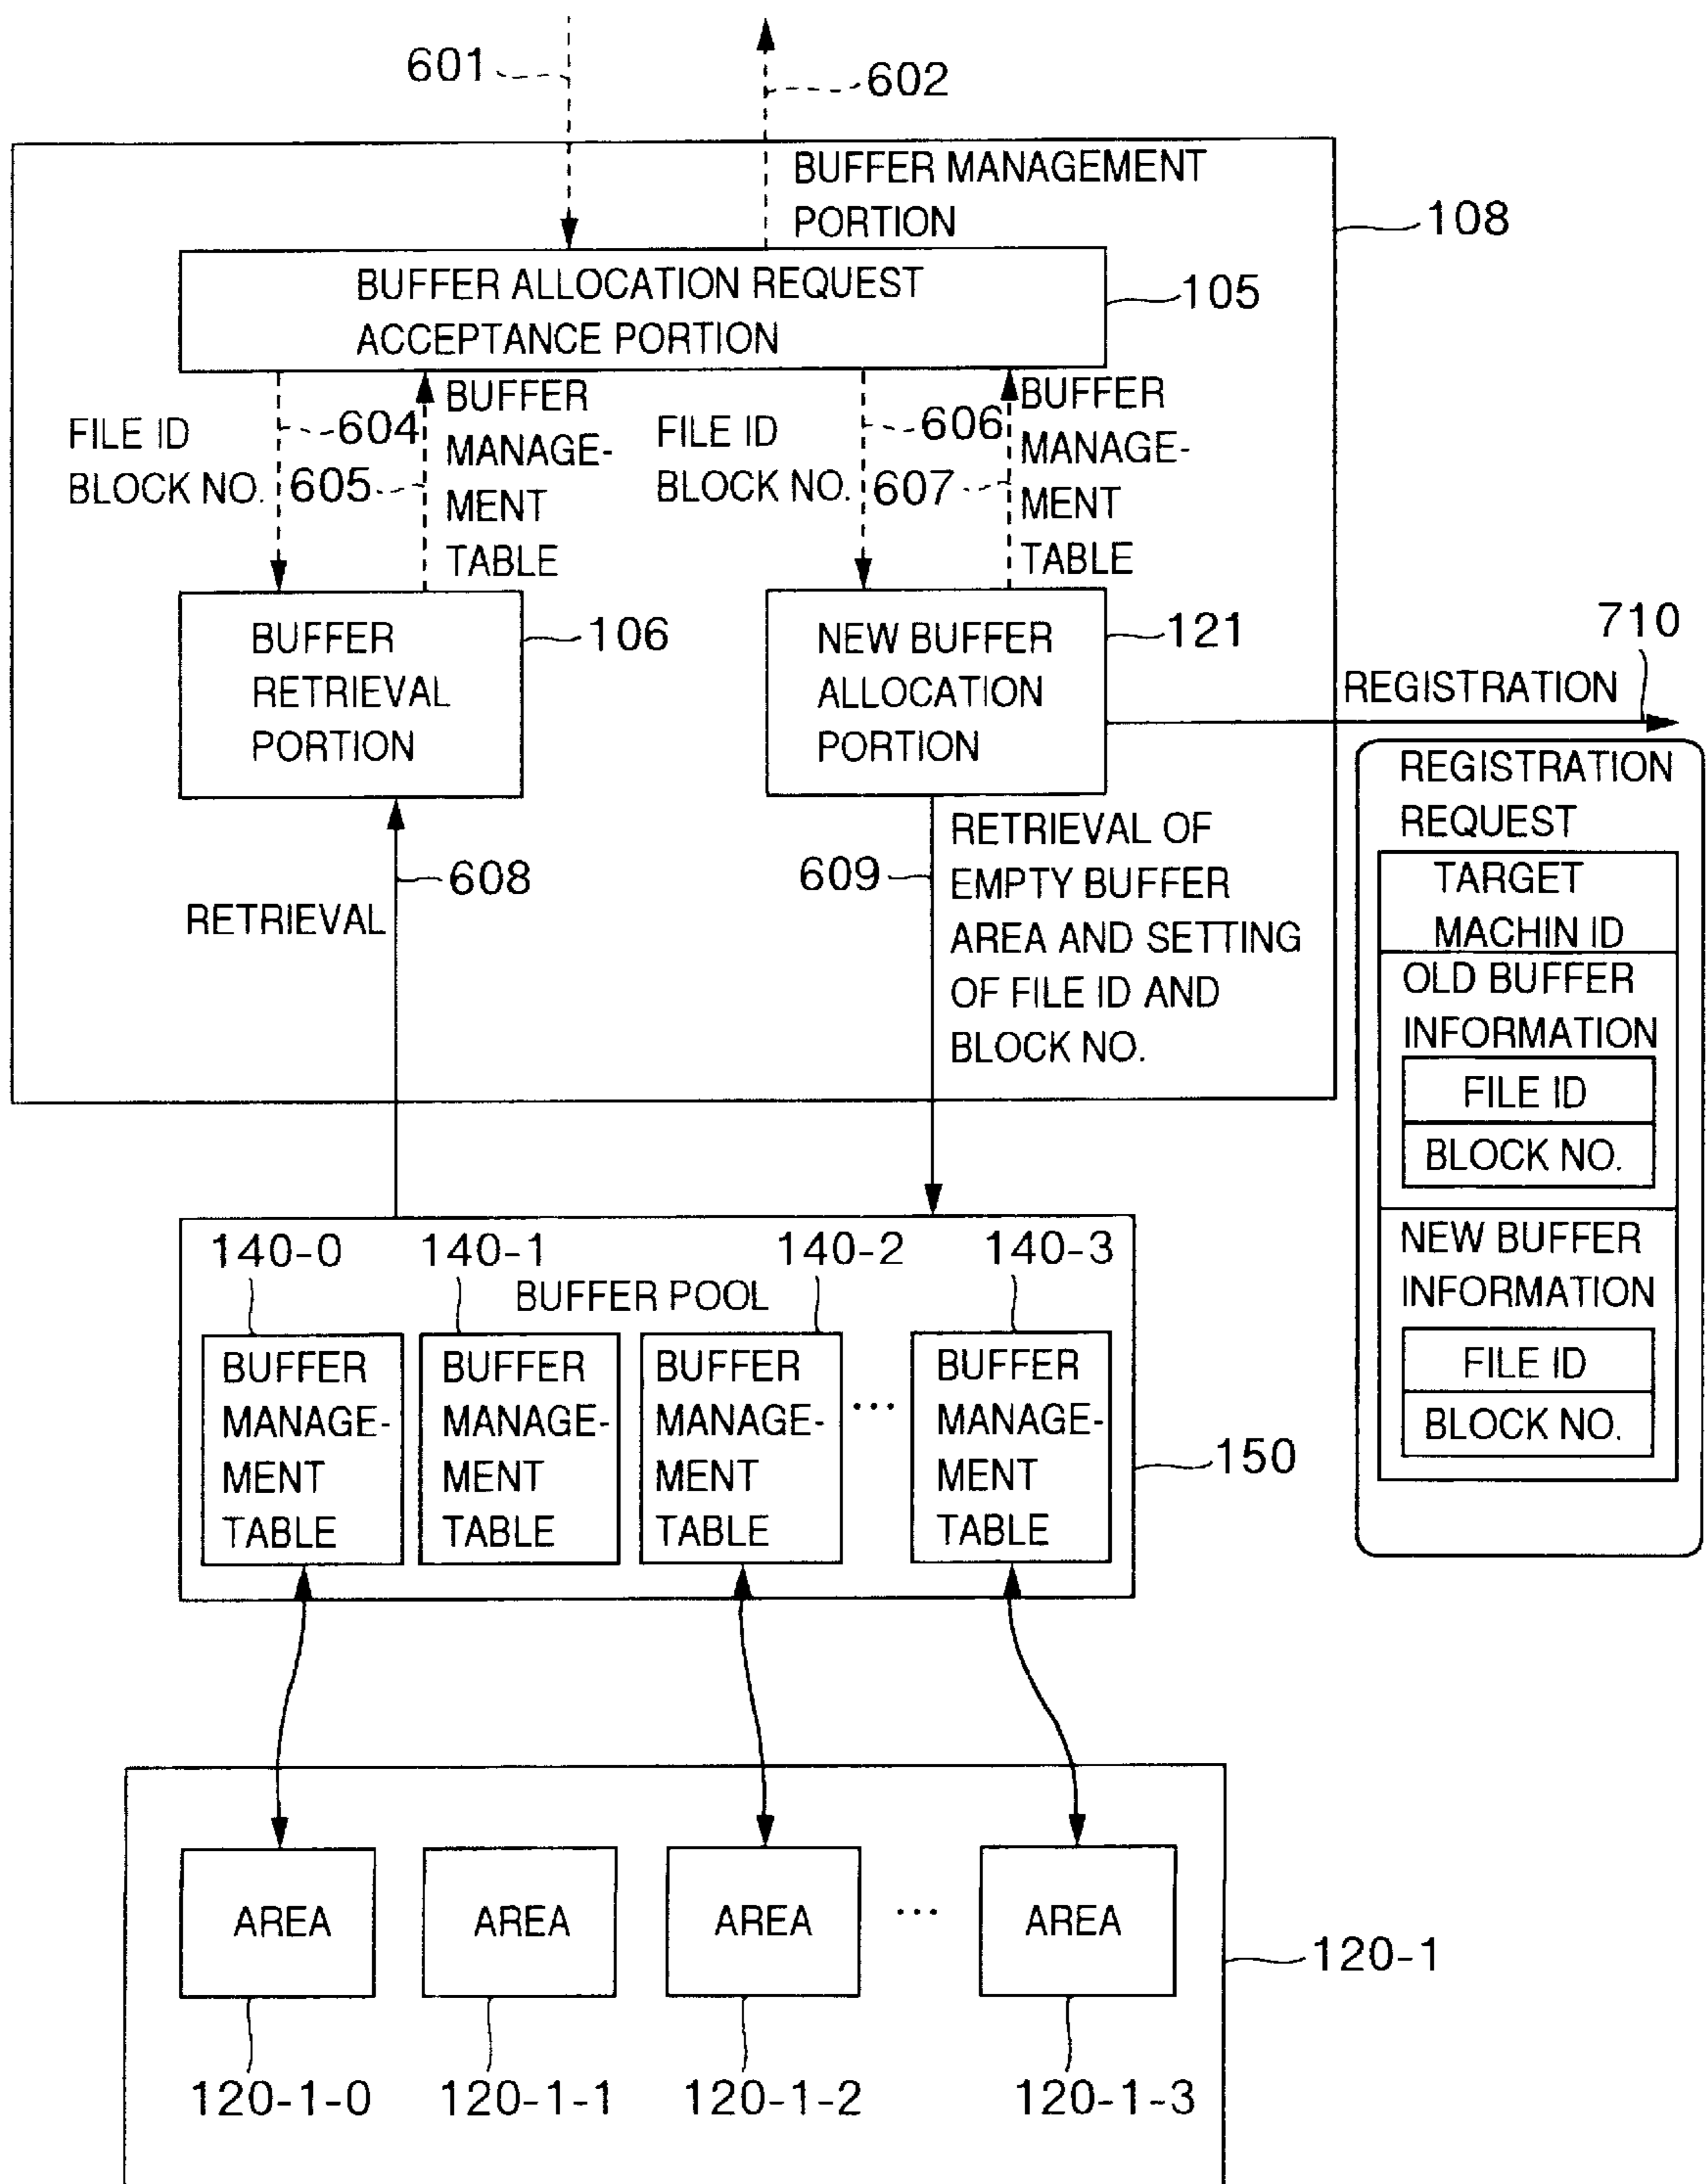 601
602
BUFFER MANAGEMENT
PORTION
108
BUFFER ALLOCATION REQUEST
ACCEPTANCE PORTION
105
FILE ID
BLOCK NO.
604
605
BUFFER
MANAGE-
MENT
TABLE
FILE ID
BLOCK NO.
606
607
BUFFER
MANAGE-
MENT
TABLE
BUFFER
RETRIEVAL
PORTION
106
NEW BUFFER
ALLOCATION
PORTION
121
710
REGISTRATION
REGISTRATION
REQUEST
TARGET
MACHIN ID
OLD BUFFER
INFORMATION
FILE ID
BLOCK NO.
NEW BUFFER
INFORMATION
FILE ID
BLOCK NO.
608
RETRIEVAL
609
RETRIEVAL OF
EMPTY BUFFER
AREA AND SETTING
OF FILE ID AND
BLOCK NO.
140-0
140-1
140-2
140-3
BUFFER POOL
BUFFER
MANAGE-
MENT
TABLE
BUFFER
MANAGE-
MENT
TABLE
BUFFER
MANAGE-
MENT
TABLE
...
BUFFER
MANAGE-
MENT
TABLE
150
AREA
AREA
AREA
...
AREA
120-1
120-1-0
120-1-1
120-1-2
120-1-3